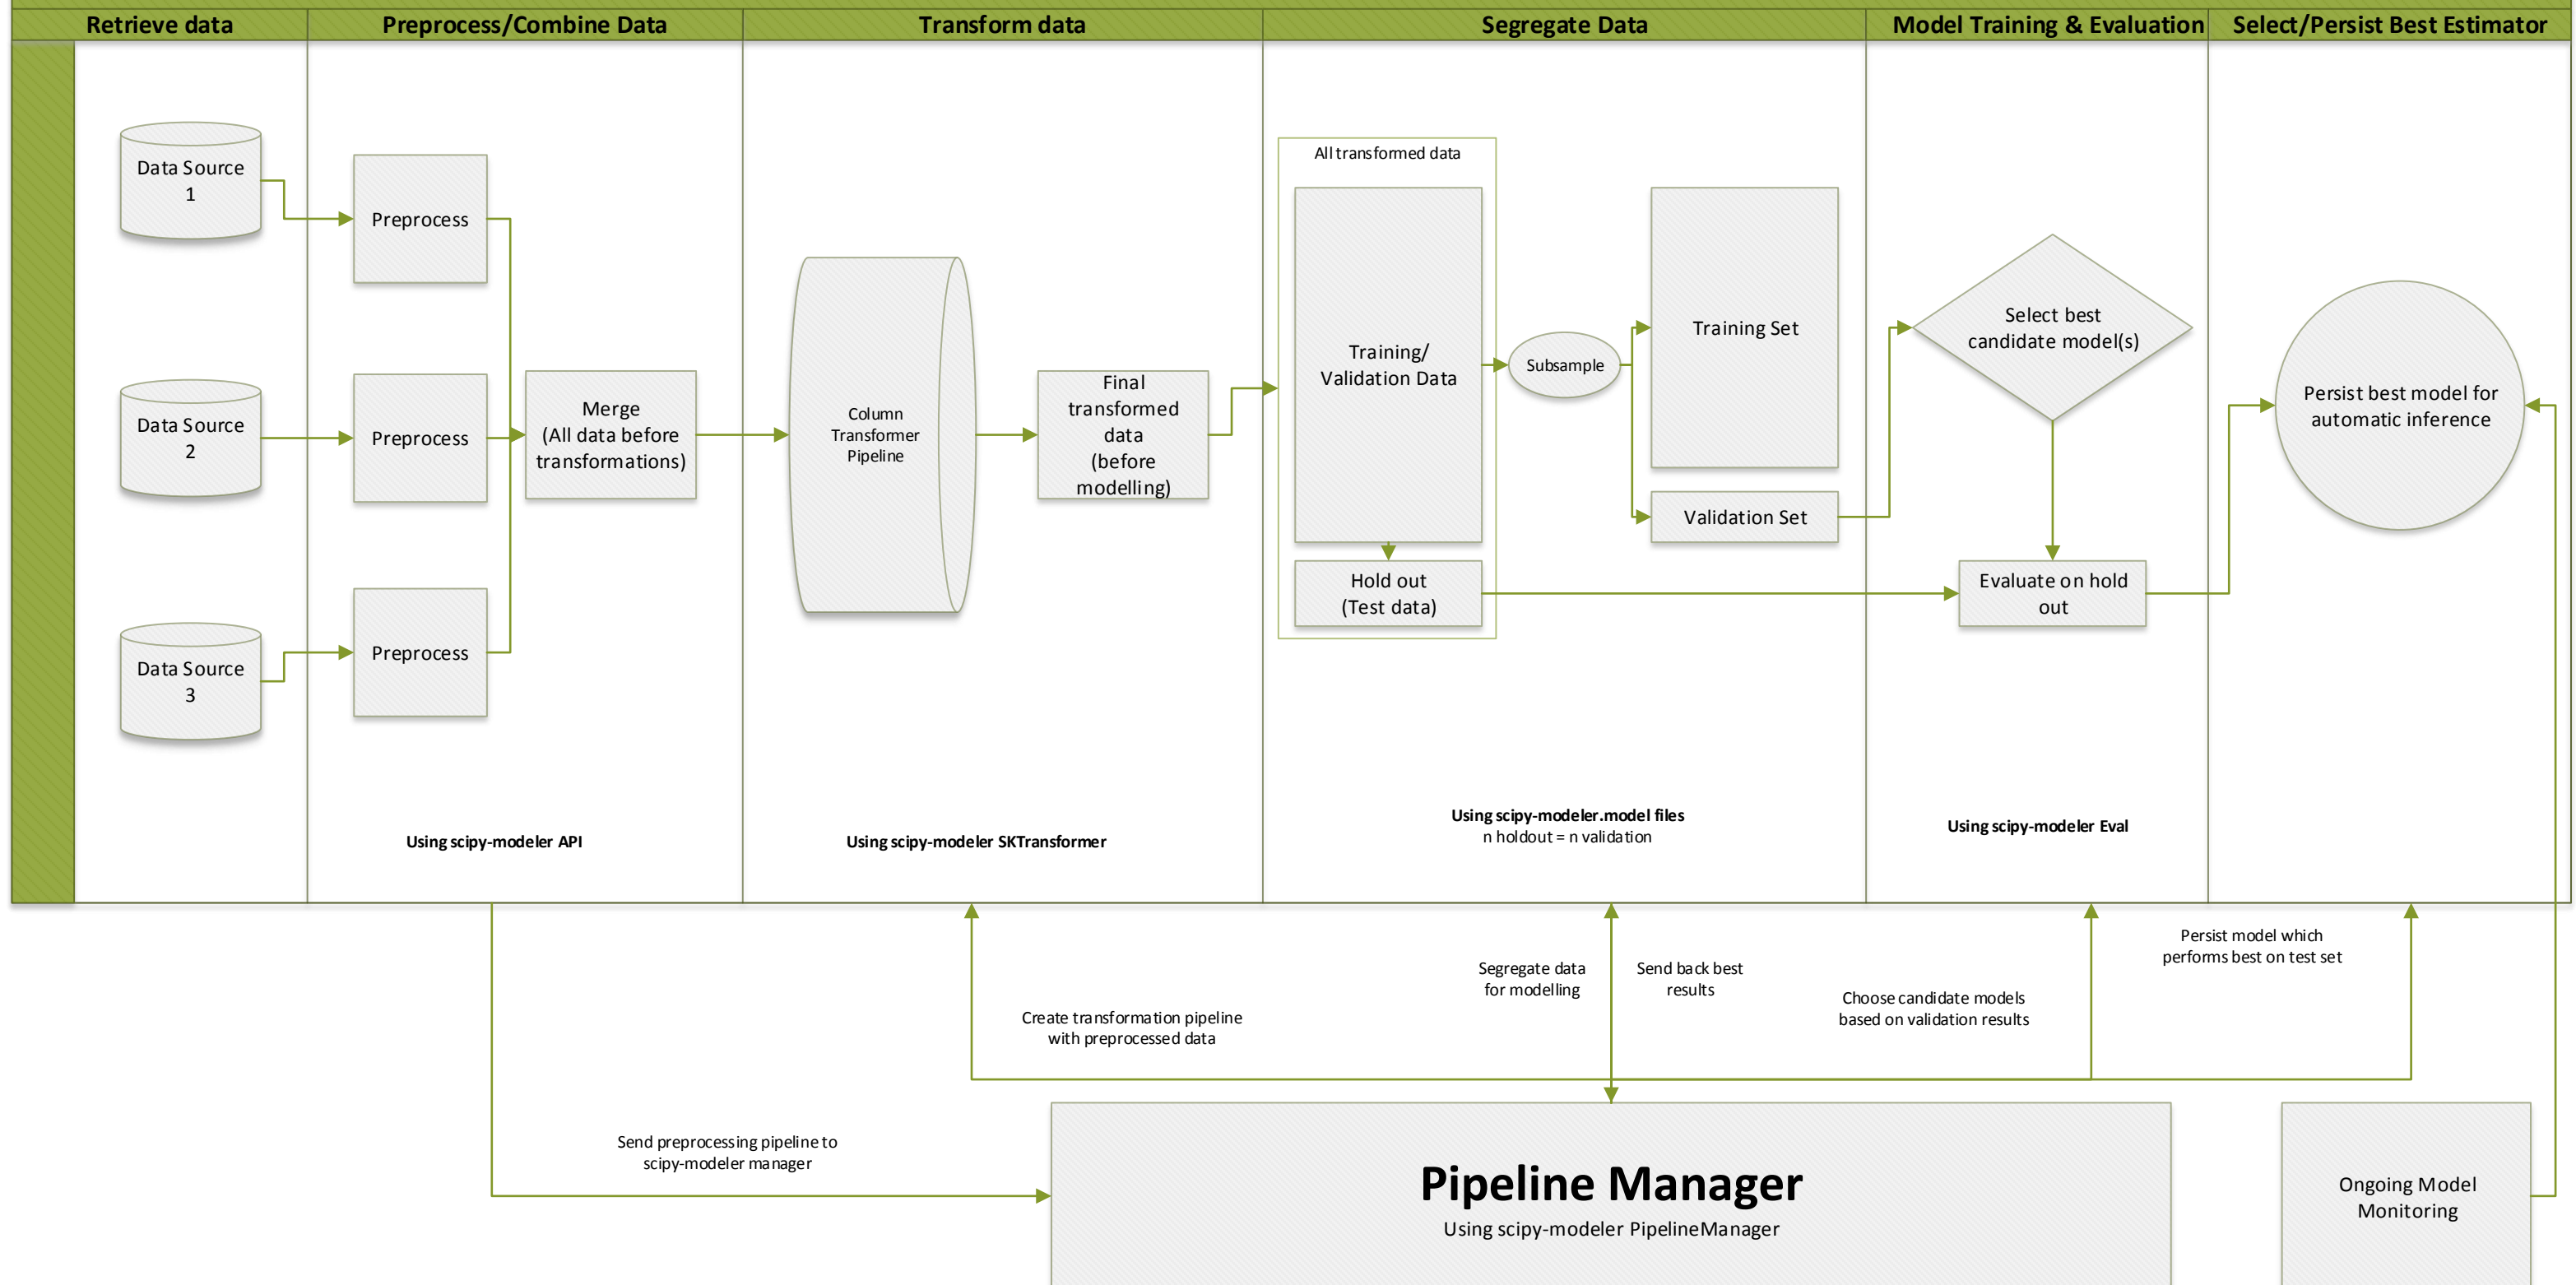 Retrieve data
Preprocess/Combine Data
Transform data
Segregate Data
Model Training & Evaluation
Select/Persist Best Estimator
Data Source
1
Data Source
2
Data Source
3
Preprocess
Preprocess
Preprocess
Merge
(All data before
transformations)
Column
Transformer
Pipeline
Final
transformed
data
(before
modelling)
All transformed data
Training/
Validation Data
Hold out
(Test data)
Subsample
Training Set
Validation Set
Select best
candidate model(s)
Evaluate on hold
out
Persist best model for
automatic inference
Using scipy-modeler API
Using scipy-modeler SKTransformer
Using scipy-modeler.model files
n holdout = n validation
Using scipy-modeler Eval
Send preprocessing pipeline to
scipy-modeler manager
Create transformation pipeline
with preprocessed data
Segregate data
for modelling
Send back best
results
Choose candidate models
based on validation results
Persist model which
performs best on test set
Pipeline Manager
Using scipy-modeler PipelineManager
Ongoing Model
Monitoring